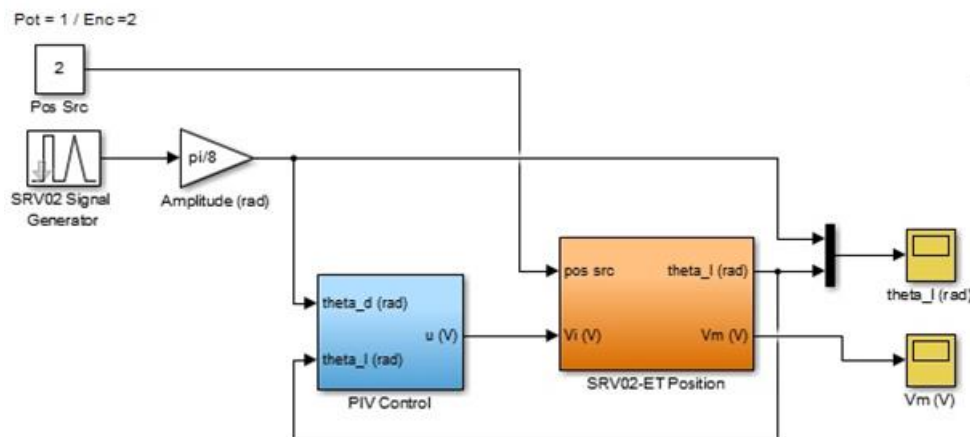 Pot = 1 / Enc =2
2
Pos Src
SRV02 Signal
Generator
pi/8
Amplitude (rad)
theta_d (rad)
theta_l (rad)
u (V)
PIV Control
pos src
theta_l (rad)
Vi (V)
Vm (V)
SRV02-ET Position
theta_l (rad)
Vm (V)